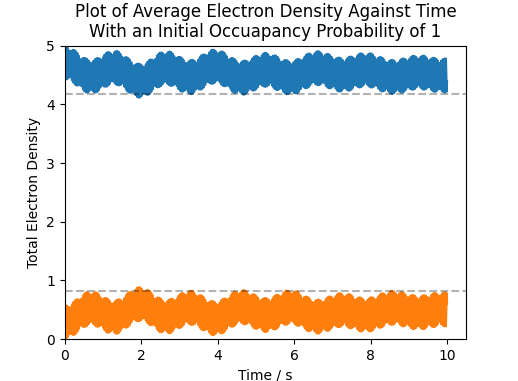 Plot of Average Electron Density Against Time
With an Initial Occuapancy Probability of 1
5
4
3
2
1
0
Total Electron Density
0 2 4 6 8 10
Time / s